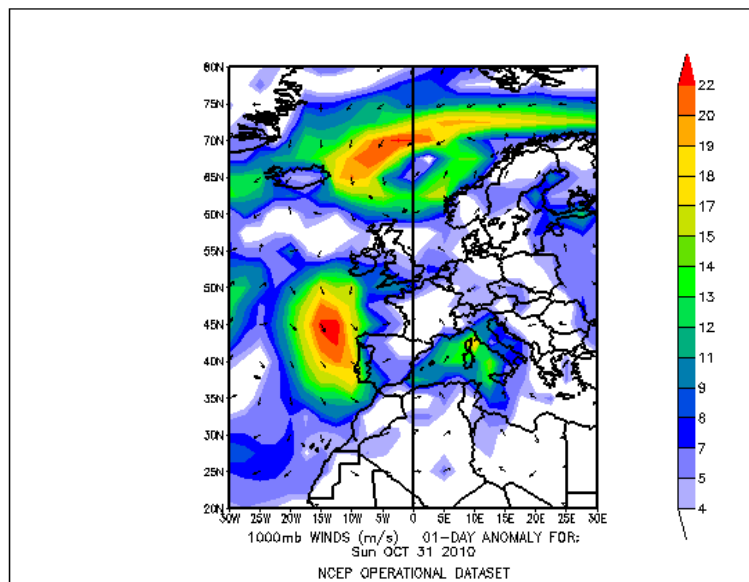 80N
75N
70N
65N
60N
55N
50N
45N
40N
35N
30N
25N
20N
30W 25W 20W 15W 10W 5W 0 5E 10E 15E 20E 25E 30E
22
20
19
18
17
15
14
13
11
9
8
7
5
4
1000mb WINDS (m/s) 01-DAY ANOMALY FOR:
Sun OCT 31 2010
NCEP OPERATIONAL DATASET